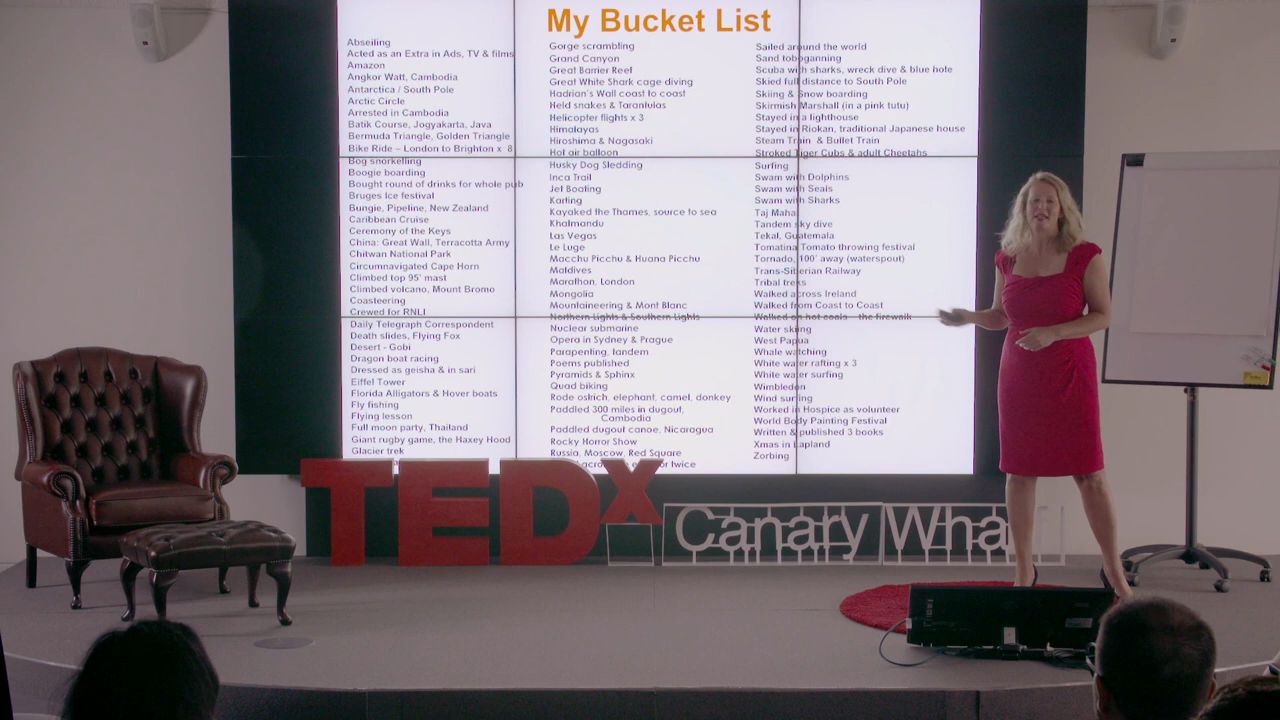 My Bucket List
Abseiling
Acted as an Extra in Ads, TV & films
Amazon
Angkor Watt, Cambodia
Antarctica / South Pole
Arctic Circle
Arrested in Cambodia
Batik Course, Jogyakarta, Java
Bermuda Triangle, Golden Triangle
Bike Ride – London to Brighton x 8
Bog snorkelling
Boogie boarding
Bought round of drinks for whole pub
Bruges Ice festival
Bungie, Pipeline, New Zealand
Caribbean Cruise
Ceremony of the Keys
China: Great Wall, Terracotta Army
Chitwan National Park
Circumnavigated Cape Horn
Climbed top 95' mast
Climbed volcano, Mount Bromo
Coasteering
Crewed for RNLI
Daily Telegraph Correspondent
Death slides, Flying Fox
Desert - Gobi
Dragon boat racing
Dressed as geisha & in sari
Eiffel Tower
Florida Alligators & Hover boats
Fly fishing
Flying lesson
Full moon party, Thailand
Giant rugby game, the Haxey Hood
Glacier trek
Gorge scrambling
Grand Canyon
Great Barrier Reef
Great White Shark cage diving
Hadrian's Wall coast to coast
Held snakes & Tarantulas
Helicopter flights x 3
Himalayas
Hiroshima & Nagasaki
Hot air balloon
Husky Dog Sledding
Inca Trail
Jet Boating
Karting
Kayaked the Thames, source to sea
Khatmandu
Las Vegas
Le Luge
Macchu Picchu & Huana Picchu
Maldives
Marathon, London
Mongolia
Mountaineering & Mont Blanc
Northern Lights & Southern Lights
Nuclear submarine
Opera in Sydney & Prague
Parapenting, tandem
Poems published
Pyramids & Sphinx
Quad biking
Rode ostrich, elephant, camel, donkey
Paddled 300 miles in dugout,
Cambodia
Paddled dugout canoe, Nicaragua
Rocky Horror Show
Russia, Moscow, Red Square
twice
Sailed around the world
Sand toboganning
Scuba with sharks, wreck dive & blue hole
Skied full distance to South Pole
Skiing & Snow boarding
Skirmish Marshall (in a pink tutu)
Stayed in a lighthouse
Stayed in Riokan, traditional Japanese house
Steam Train & Bullet Train
Stroked Tiger Cubs & adult Cheetahs
Surfing
Swam with Dolphins
Swam with Seals
Swam with Sharks
Taj Maha
Tandem sky dive
Tekal, Guatemala
Tomatina Tomato throwing festival
Tornado, 100' away (waterspout)
Trans-Siberian Railway
Tribal treks
Walked across Ireland
Walked from Coast to Coast
Walked on hot coals – the firewalk
Water skiing
West Papua
Whale watching
White water rafting x 3
White water surfing
Wimbledon
Wind surfing
Worked in Hospice as volunteer
World Body Painting Festival
Written & published 3 books
Xmas in Lapland
Zorbing
TEDx Canary Wha